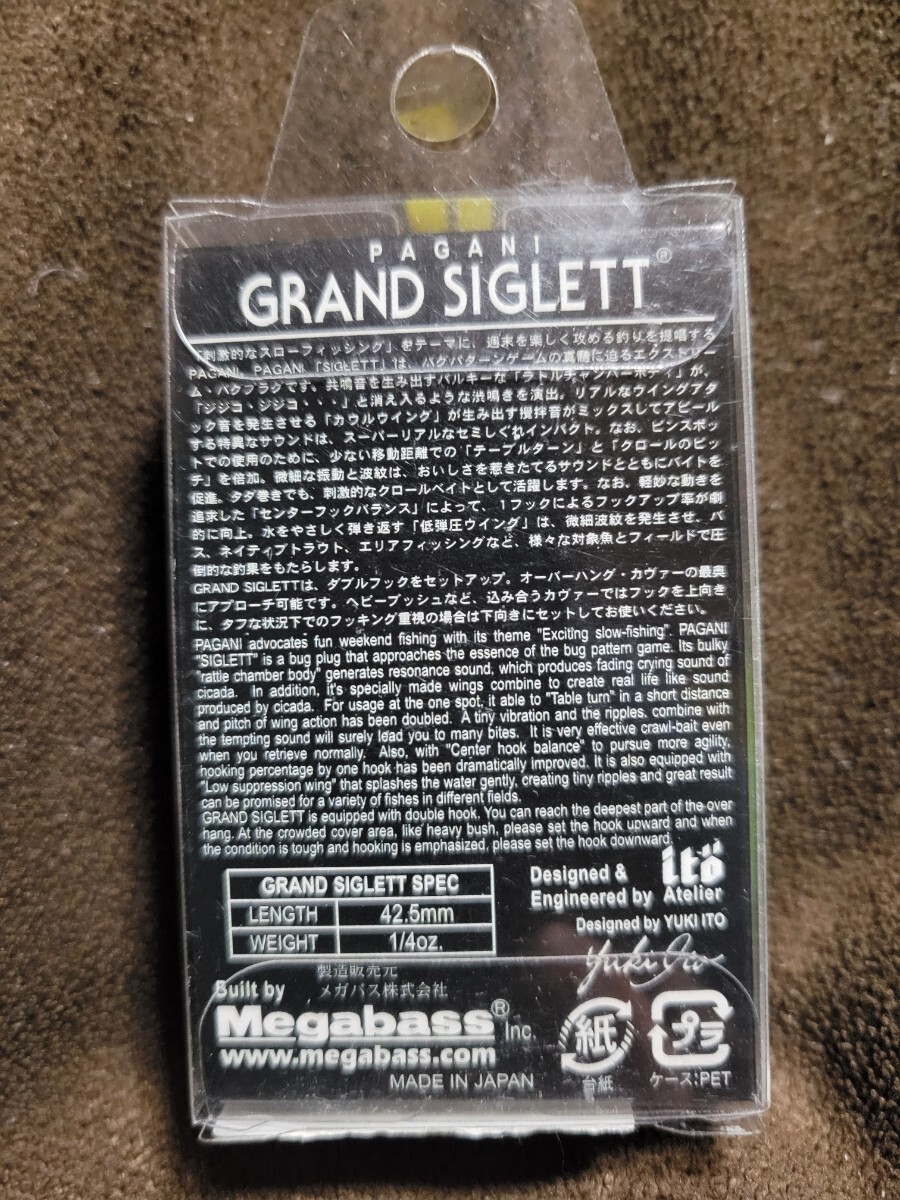 PAGANI
GRAND SIGLETT®
「刺激的なスローフィッシング」をテーマに、週末を楽しく攻める釣りを提唱する
PAGANI。PAGANI「SIGLETT」は、バグパターンゲームの真髄に迫るエクストリー
ム・バグプラグです。共鳴音を生み出すバルキーな「ラトルチャンバーボディ」が、
「ジジコ・ジジコ・・・」と消え入るような渋鳴きを演出。リアルなウイングアタ
ック音を発生させる「カウルウイング」が生み出す攪拌音がミックスしてアピール
する特異なサウンドは、スーパーリアルなセミしぐれインパクト。なお、ピンスポッ
トでの使用のために、少ない移動距離での「テーブルターン」と「クロールのピッ
チ」を倍加。微細な振動と波紋は、おいしさを惹きたてるサウンドとともにバイトを
促進。タダ巻きでも、刺激的なクロールベイトとして活躍します。なお、軽妙な動きを
追求した「センターフックバランス」によって、1フックによるフックアップ率が劇
的に向上。水をやさしく弾き返す「低弾圧ウイング」は、微細波紋を発生させ、バ
ス、ネイティブトラウト、エリアフィッシングなど、様々な対象魚とフィールドで圧
倒的な釣果をもたらします。
GRAND SIGLETTは、ダブルフックをセットアップ。オーバーハング・カヴァーの最奥
にアプローチ可能です。ヘビーブッシュなど、込み合うカヴァーではフックを上向き
に、タフな状況下でのフッキング重視の場合は下向きにセットしてお使いください。
PAGANI advocates fun weekend fishing with its theme "Exciting slow-fishing". PAGANI
"SIGLETT" is a bug plug that approaches the essence of the bug pattern game. Its bulky
"rattle chamber body" generates resonance sound, which produces fading crying sound of
cicada. In addition, it's specially made wings combine to create real life like sound
produced by cicada. For usage at the one spot, it able to "Table turn" in a short distance
and pitch of wing action has been doubled. A tiny vibration and the ripples, combine with
the tempting sound will surely lead you to many bites. It is very effective crawl-bait even
when you retrieve normally. Also, with "Center hook balance" to pursue more agility,
hooking percentage by one hook has been dramatically improved. It is also equipped with
"Low suppression wing" that splashes the water gently, creating tiny ripples and great result
can be promised for a variety of fishes in different fields.
GRAND SIGLETT is equipped with double hook. You can reach the deepest part of the over
hang. At the crowded cover area, like heavy bush, please set the hook upward and when
the condition is tough and hooking is emphasized, please set the hook downward.
GRAND SIGLETT SPEC
LENGTH 42.5mm
WEIGHT 1/4oz.
Designed & itö
Engineered by Atelier
Designed by YUKI ITO
Yuki Ito
製造販売元
Built by メガバス株式会社
Megabass® Inc.
www.megabass.com
MADE IN JAPAN
紙
台紙
プラ
ケース:PET